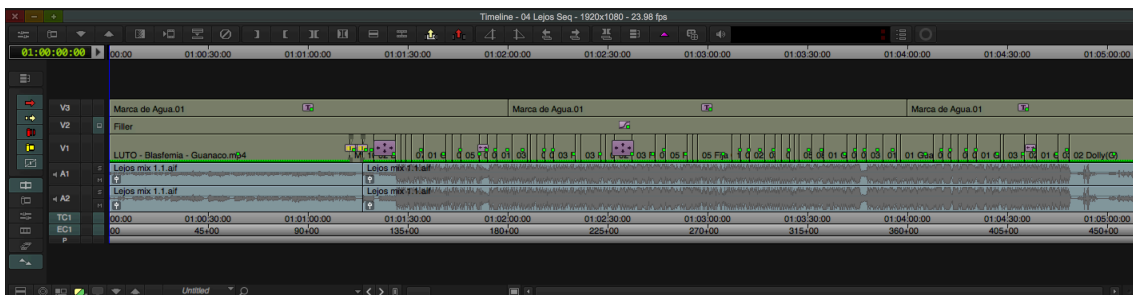 Timeline - 04 Lejos Seq - 1920x1080 - 23.98 fps
01:00:00:00
00:00 01:00:30:00 01:01:00:00 01:01:30:00 01:02:00:00 01:02:30:00 01:03:00:00 01:03:30:00 01:04:00:00 01:04:30:00 01:05:00:00
V3 Marca de Agua.01 Marca de Agua.01 Marca de Agua.01
V2 Filler
V1 LUTO - Blasfemia - Guanaco.mp4 02 Dolly(G)
A1 Lejos mix 1.1.aif Lejos mix 1.1.aif
A2 Lejos mix 1.1.aif Lejos mix 1.1.aif
TC1 00:00 01:00:30:00 01:01:00:00 01:01:30:00 01:02:00:00 01:02:30:00 01:03:00:00 01:03:30:00 01:04:00:00 01:04:30:00 01:05:00:00
EC1 00 45+00 90+00 135+00 180+00 225+00 270+00 315+00 360+00 405+00 450+00
P
Untitled